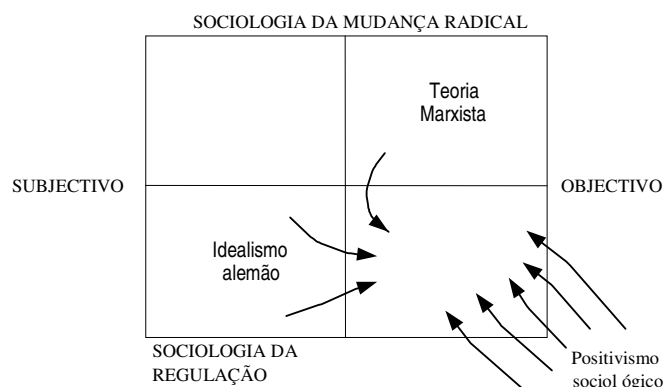 SOCIOLOGIA DA MUDANÇA RADICAL
Teoria
Marxista
SUBJECTIVO
OBJECTIVO
Idealismo
alemão
SOCIOLOGIA DA
REGULAÇÃO
Positivismo
sociol ógico